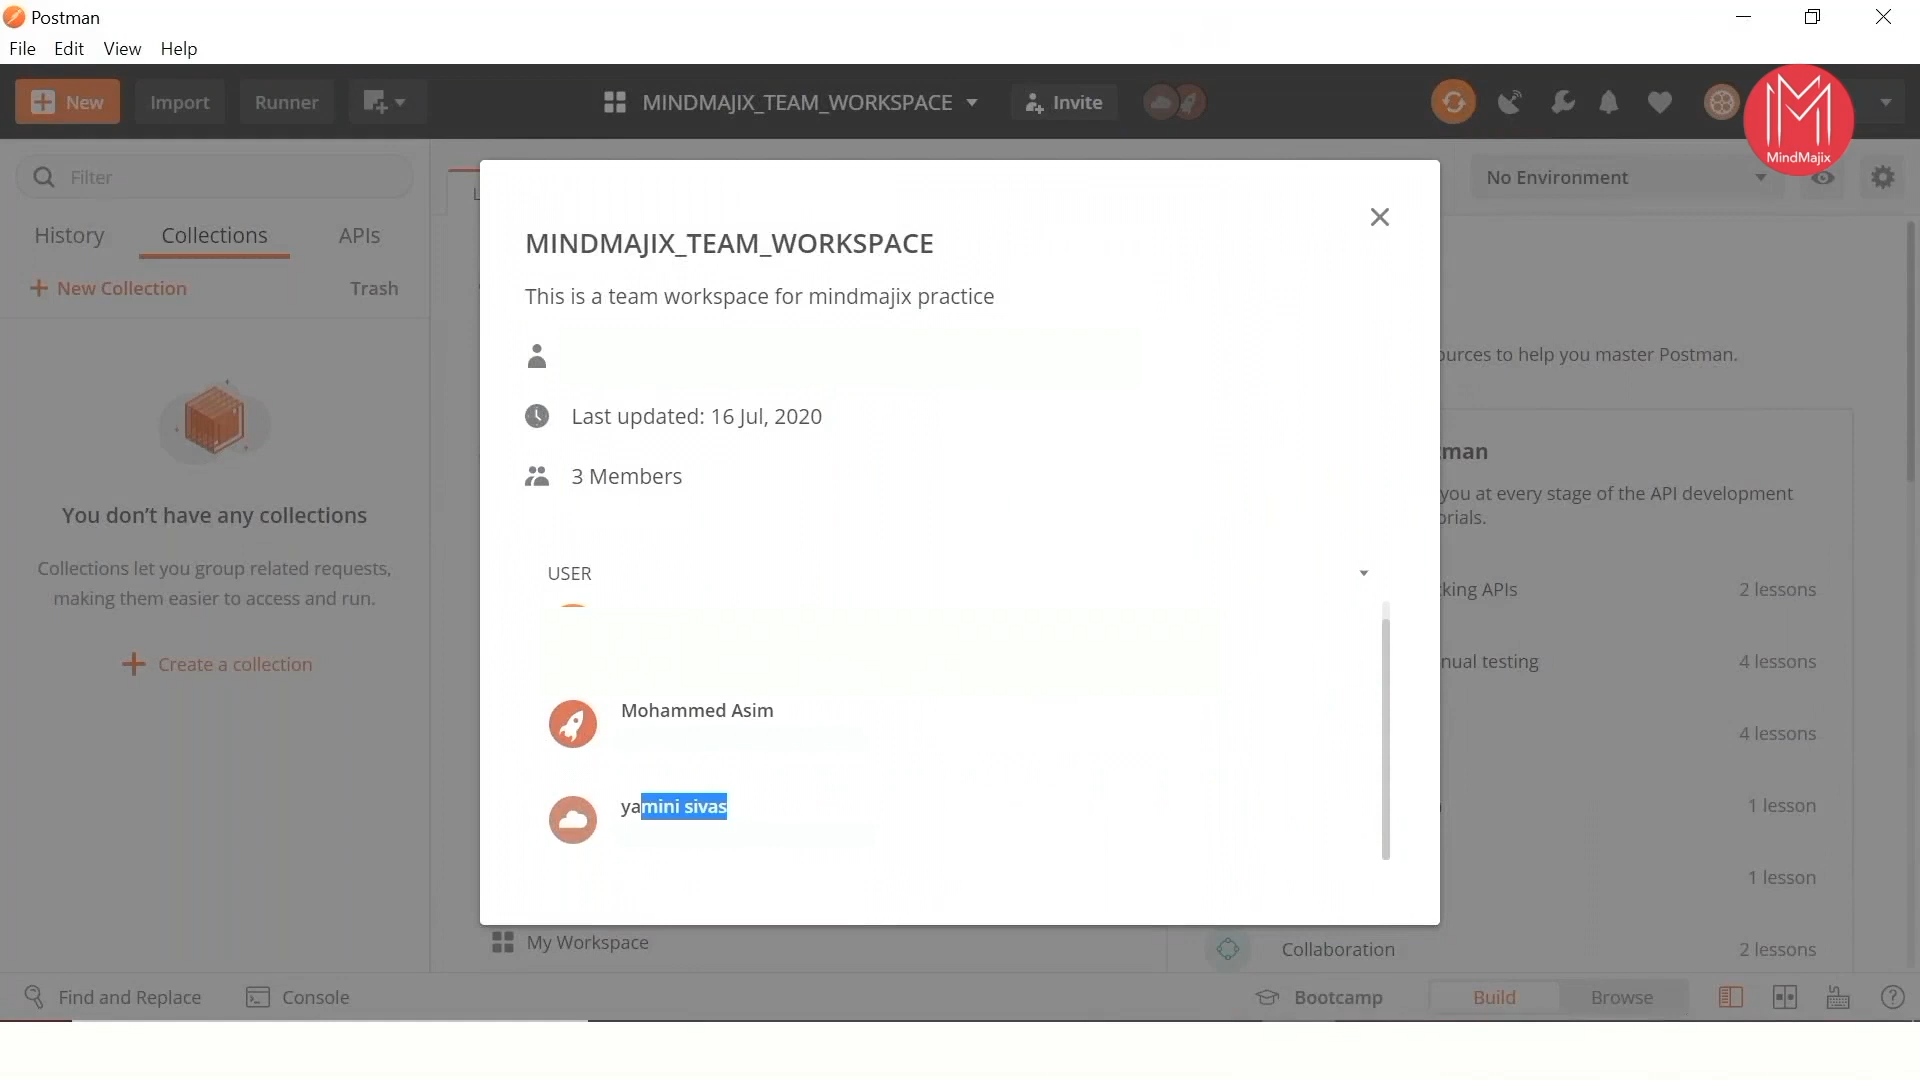 Postman
File Edit View Help
New Import Runner MINDMAJIX_TEAM_WORKSPACE Invite
MindMajix
Filter
No Environment
History Collections APIs
New Collection Trash
MINDMAJIX_TEAM_WORKSPACE
This is a team workspace for mindmajix practice
urces to help you master Postman.
Last updated: 16 Jul, 2020
3 Members
man
you at every stage of the API development
orials.
You don't have any collections
Collections let you group related requests,
making them easier to access and run.
Create a collection
USER
king APIs 2 lessons
nual testing 4 lessons
4 lessons
Mohammed Asim
yamini sivas
1 lesson
1 lesson
My Workspace
Collaboration 2 lessons
Find and Replace Console Bootcamp Build Browse